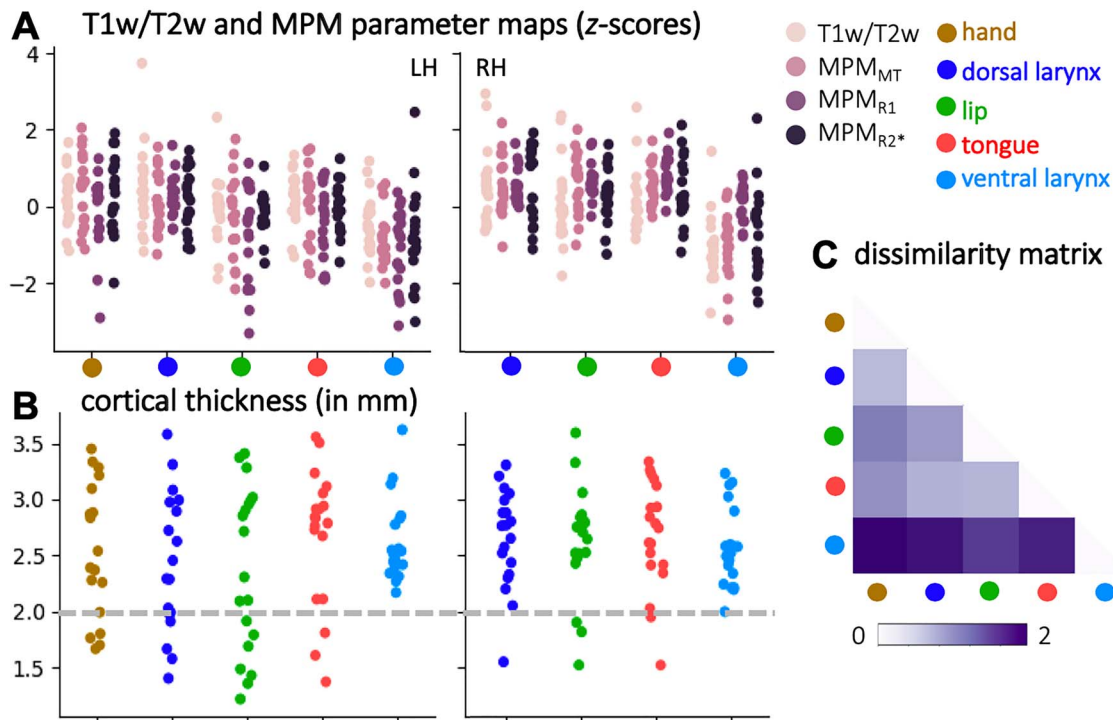 A T1w/T2w and MPM parameter maps (z-scores)
LH
RH
4
2
0
−2
T1w/T2w
MPM_MT
MPM_R1
MPM_R2*
hand
dorsal larynx
lip
tongue
ventral larynx
B cortical thickness (in mm)
3.5
3.0
2.5
2.0
1.5
C dissimilarity matrix
0
2